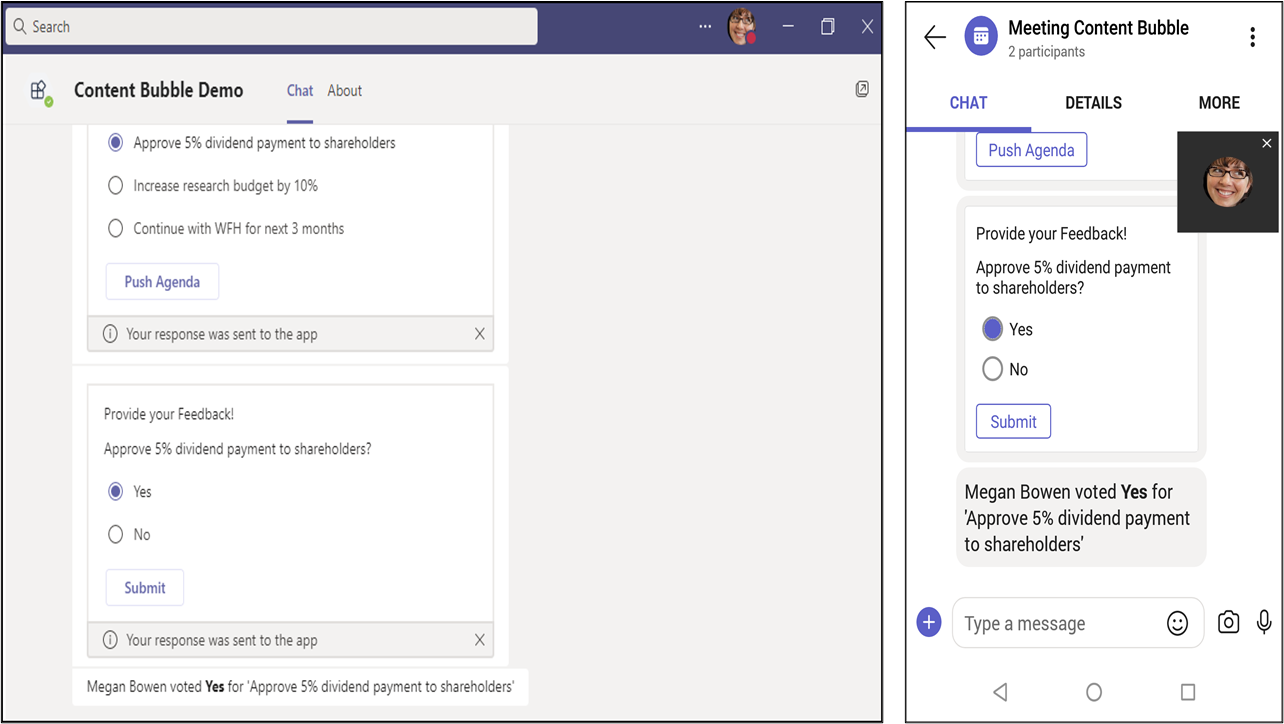 Search
Content Bubble Demo
Chat
About
Approve 5% dividend payment to shareholders
Increase research budget by 10%
Continue with WFH for next 3 months
Push Agenda
Your response was sent to the app
Provide your Feedback!
Approve 5% dividend payment to shareholders?
Yes
No
Submit
Your response was sent to the app
Megan Bowen voted Yes for 'Approve 5% dividend payment to shareholders'
Meeting Content Bubble
2 participants
CHAT
DETAILS
MORE
Push Agenda
Provide your Feedback!
Approve 5% dividend payment
to shareholders?
Yes
No
Submit
Megan Bowen voted Yes for
'Approve 5% dividend payment
to shareholders'
Type a message